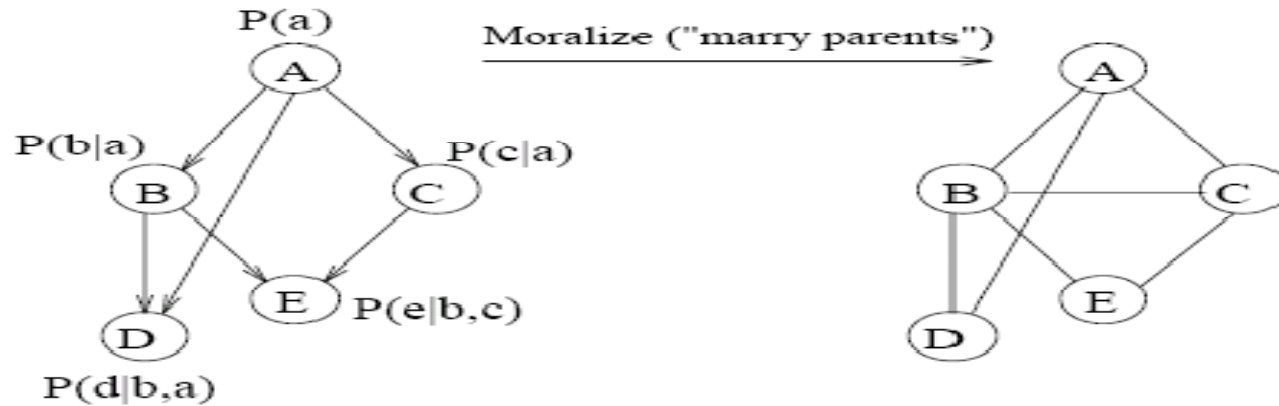 P(a)
Moralize ("marry parents")
A
A
P(b|a)
P(c|a)
B
C
B
C
E
P(e|b,c)
E
D
D
P(d|b,a)